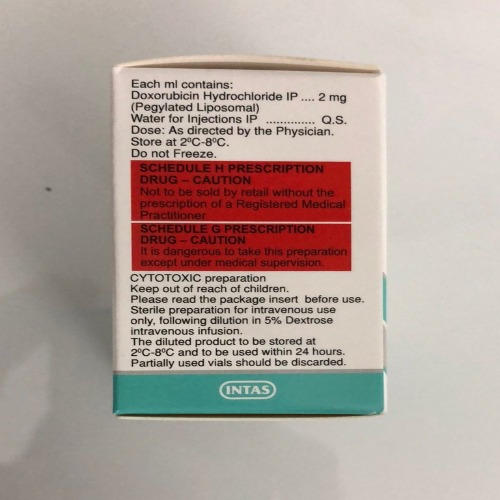 Each ml contains:
Doxorubicin Hydrochloride IP .... 2 mg
(Pegylated Liposomal)
Water for Injections IP .............. Q.S.
Dose: As directed by the Physician.
Store at 2ºC-8ºC.
Do not Freeze.
SCHEDULE H PRESCRIPTION
DRUG – CAUTION
Not to be sold by retail without the
prescription of a Registered Medical
Practitioner
SCHEDULE G PRESCRIPTION
DRUG – CAUTION
It is dangerous to take this preparation
except under medical supervision.
CYTOTOXIC preparation
Keep out of reach of children.
Please read the package insert before use.
Sterile preparation for intravenous use
only, following dilution in 5% Dextrose
intravenous infusion.
The diluted product to be stored at
2ºC-8ºC and to be used within 24 hours.
Partially used vials should be discarded.
INTAS